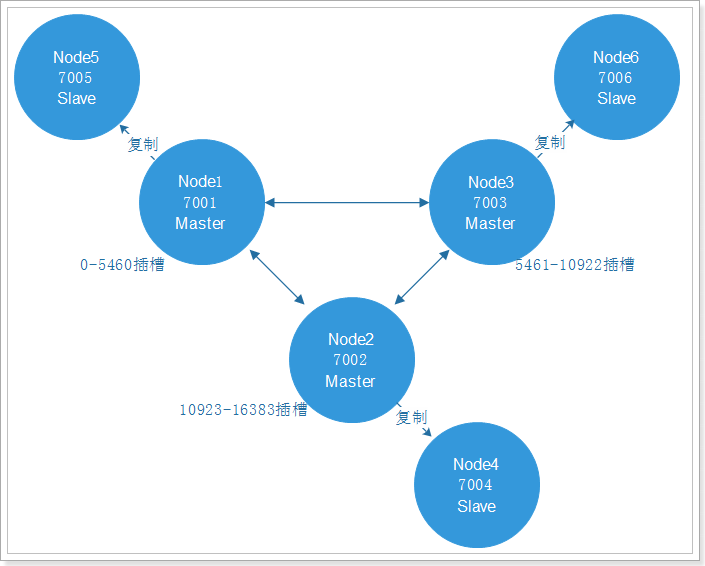 Node5
7005
Slave
Node6
7006
Slave
复制
复制
Node1
7001
Master
Node3
7003
Master
0-5460插槽
5461-10922插槽
Node2
7002
Master
10923-16383插槽
复制
Node4
7004
Slave